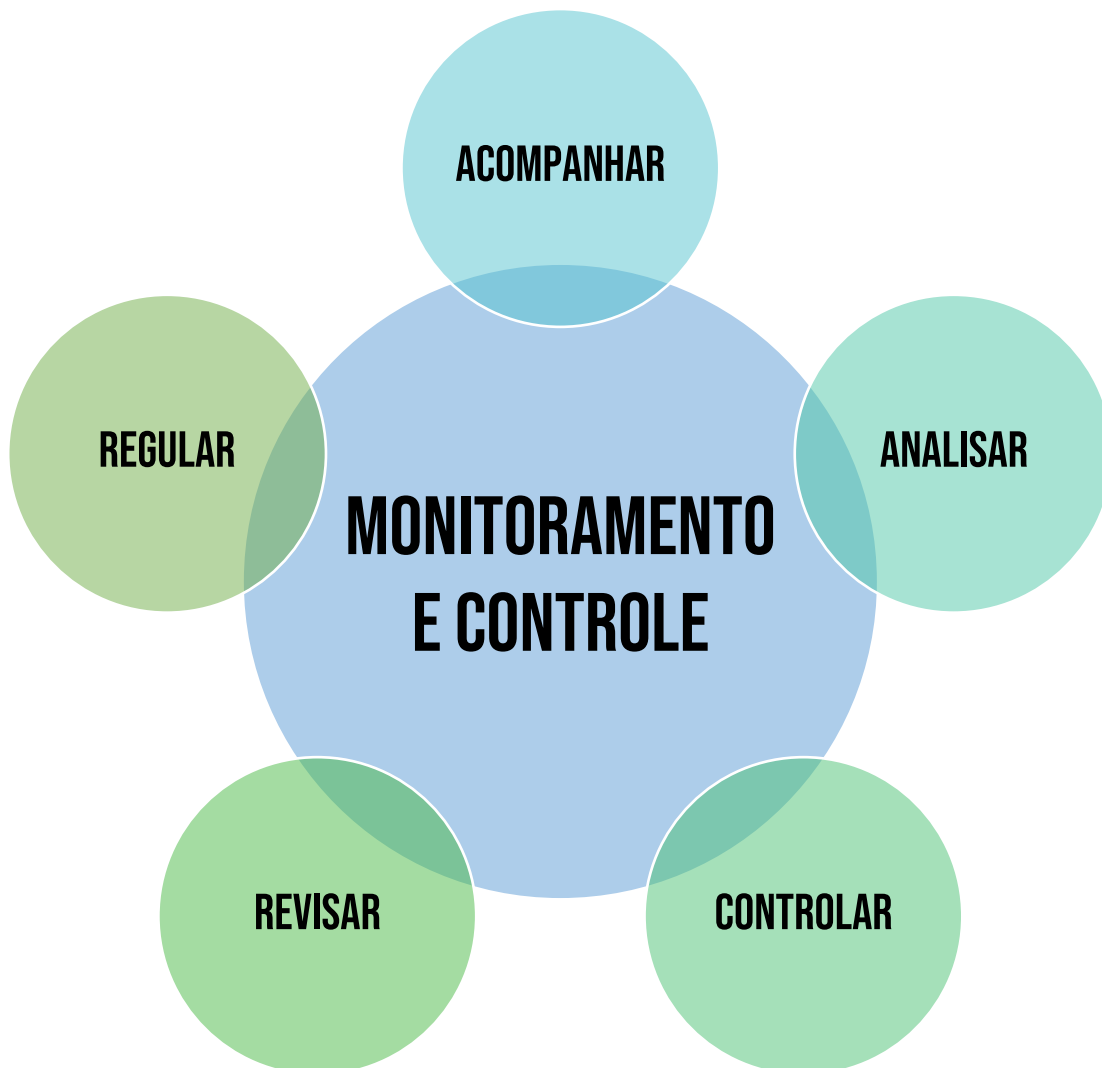 ACOMPANHAR
REGULAR
ANALISAR
MONITORAMENTO
E CONTROLE
REVISAR
CONTROLAR